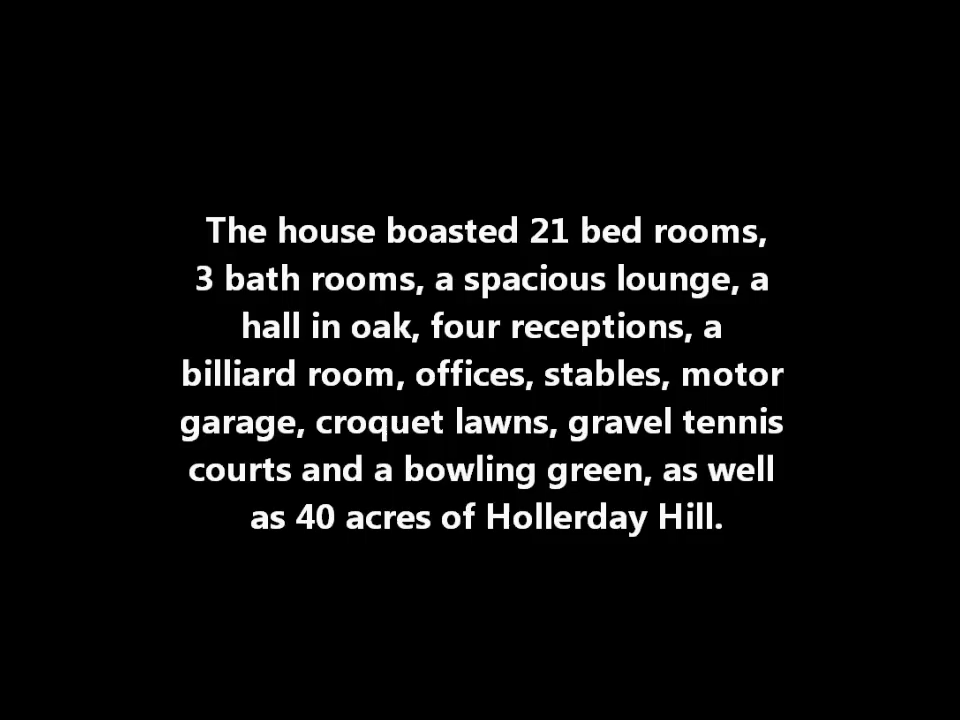 The house boasted 21 bed rooms,
3 bath rooms, a spacious lounge, a
hall in oak, four receptions, a
billiard room, offices, stables, motor
garage, croquet lawns, gravel tennis
courts and a bowling green, as well
as 40 acres of Hollerday Hill.